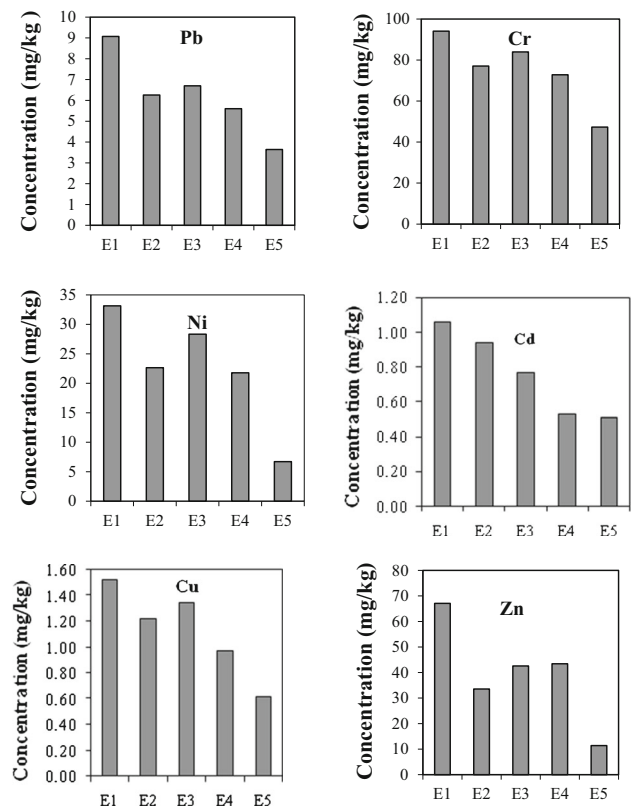 Pb
Concentration (mg/kg)
10
9
8
7
6
5
4
3
2
1
0
E1 E2 E3 E4 E5
Cr
Concentration (mg/kg)
100
80
60
40
20
0
E1 E2 E3 E4 E5
Ni
Concentration (mg/kg)
35
30
25
20
15
10
5
0
E1 E2 E3 E4 E5
Cd
Concentration (mg/kg)
1.20
1.00
0.80
0.60
0.40
0.20
0.00
E1 E2 E3 E4 E5
Cu
Concentration (mg/kg)
1.60
1.40
1.20
1.00
0.80
0.60
0.40
0.20
0.00
E1 E2 E3 E4 E5
Zn
Concentration (mg/kg)
80
70
60
50
40
30
20
10
0
E1 E2 E3 E4 E5